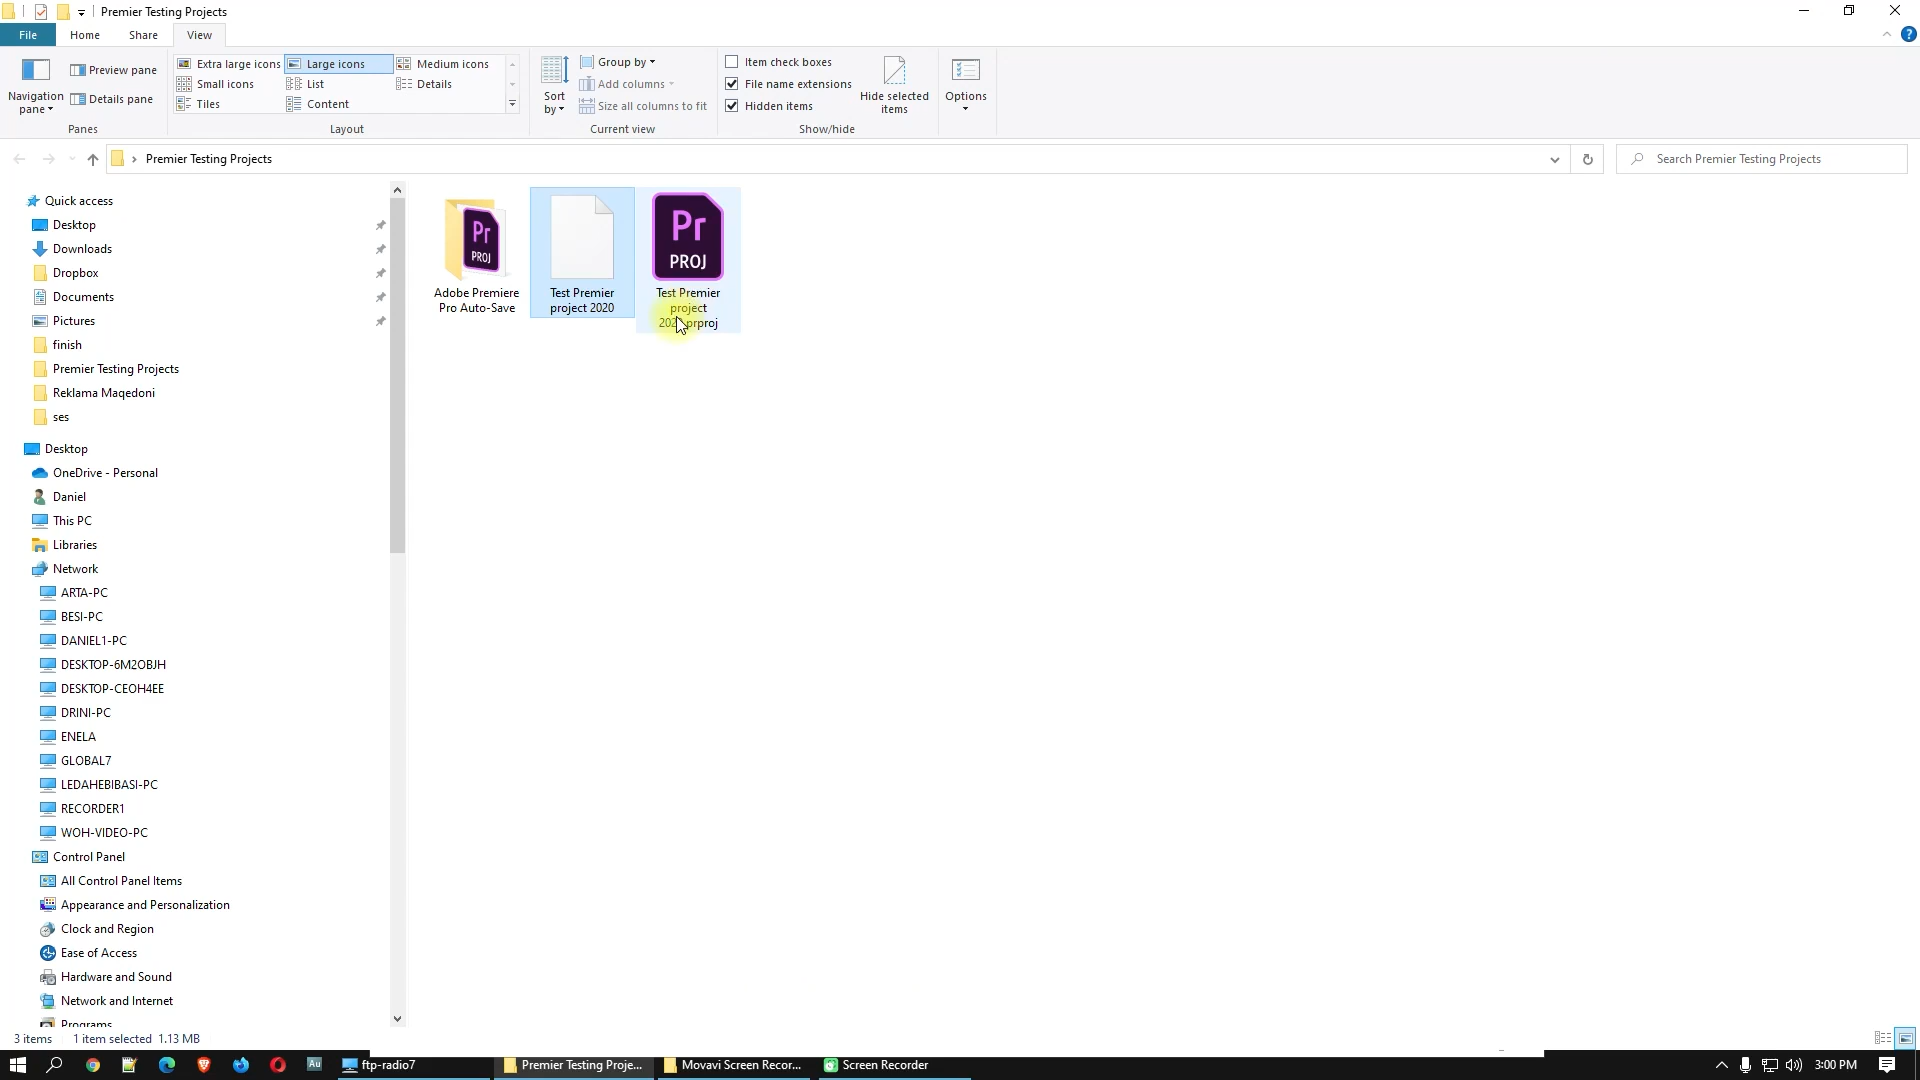 Premier Testing Projects
File Home Share View
Navigation pane
Preview pane
Details pane
Panes
Extra large icons Large icons Medium icons
Small icons List Details
Tiles Content
Layout
Sort by
Group by
Add columns
Size all columns to fit
Current view
Item check boxes
File name extensions
Hidden items
Hide selected items
Show/hide
Options
Premier Testing Projects
Search Premier Testing Projects
Quick access
Desktop
Downloads
Dropbox
Documents
Pictures
finish
Premier Testing Projects
Reklama Maqedoni
ses
Desktop
OneDrive - Personal
Daniel
This PC
Libraries
Network
ARTA-PC
BESI-PC
DANIEL1-PC
DESKTOP-6M2OBJH
DESKTOP-CEOH4EE
DRINI-PC
ENELA
GLOBAL7
LEDAHEBIBASI-PC
RECORDER1
WOH-VIDEO-PC
Control Panel
All Control Panel Items
Appearance and Personalization
Clock and Region
Ease of Access
Hardware and Sound
Network and Internet
Programs
Pr
PROJ
Adobe Premiere
Pro Auto-Save
Test Premier
project 2020
Pr
PROJ
Test Premier
project
prproj
3 items 1 item selected 1.13 MB
Au
ftp-radio7
Premier Testing Proje...
Movavi Screen Recor...
Screen Recorder
3:00 PM